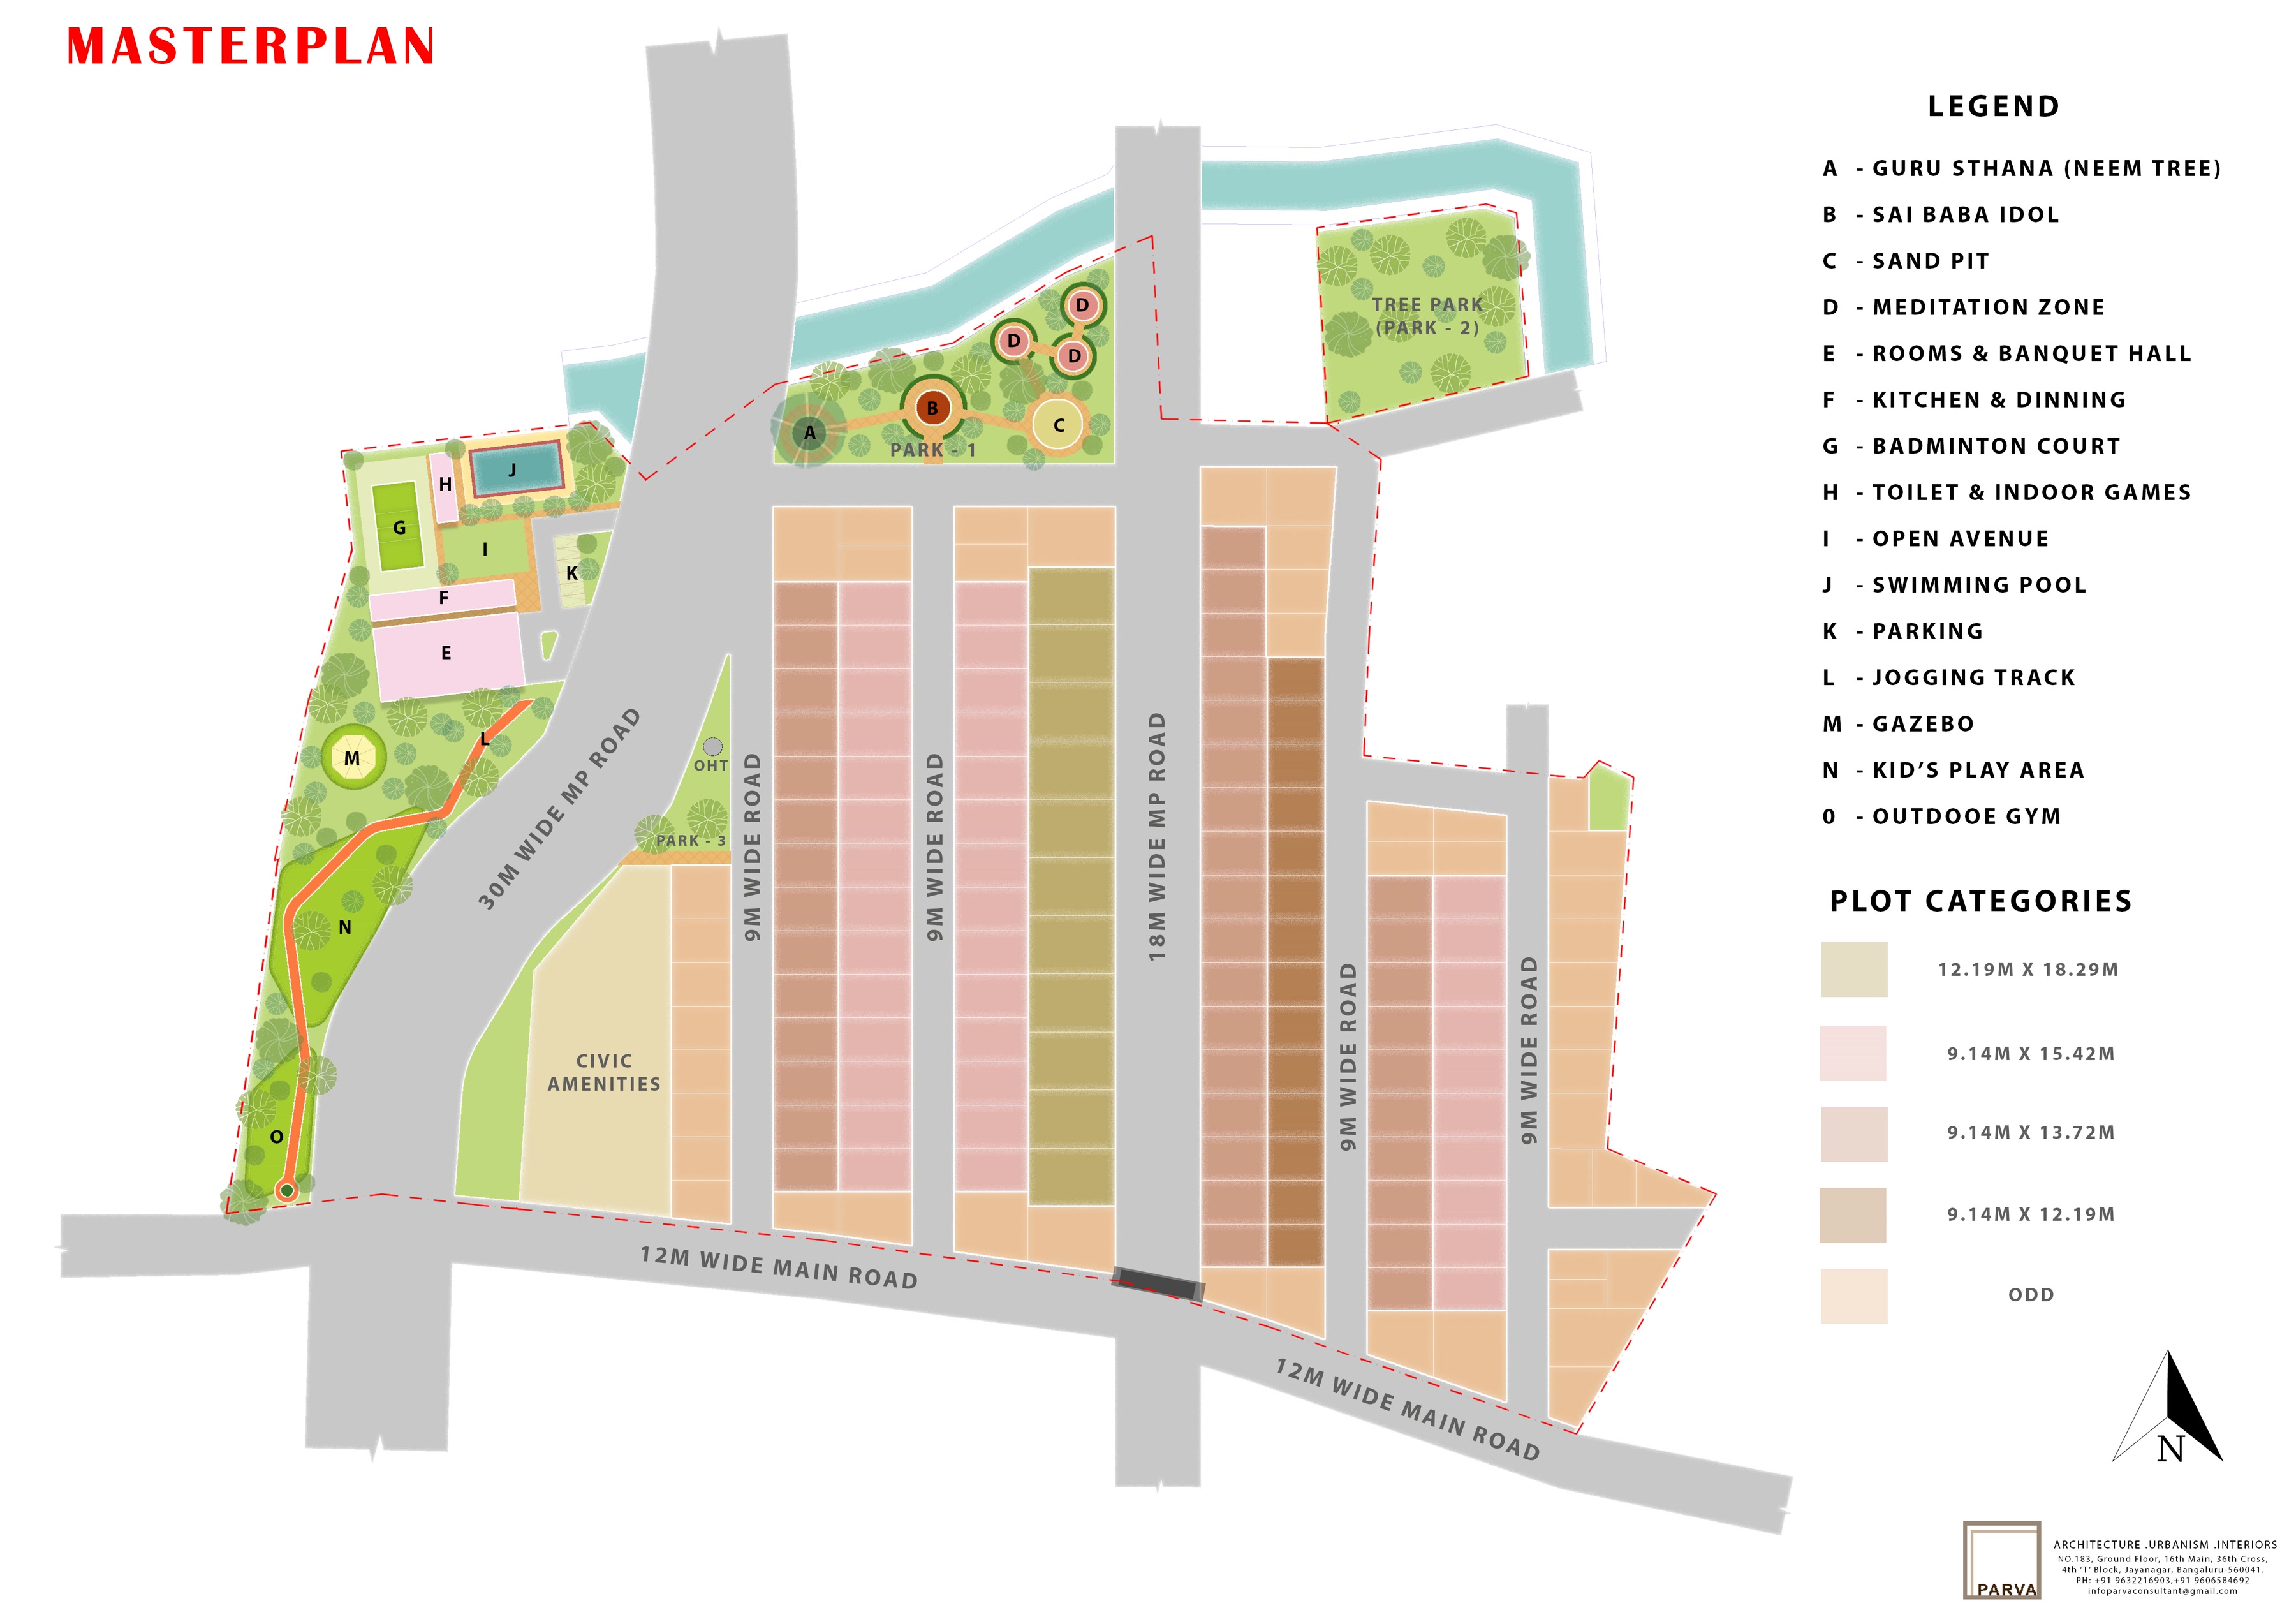 MASTERPLAN
LEGEND
A - GURU STHANA (NEEM TREE)
B - SAI BABA IDOL
C - SAND PIT
D - MEDITATION ZONE
E - ROOMS & BANQUET HALL
F - KITCHEN & DINNING
G - BADMINTON COURT
H - TOILET & INDOOR GAMES
I - OPEN AVENUE
J - SWIMMING POOL
K - PARKING
L - JOGGING TRACK
M - GAZEBO
N - KID'S PLAY AREA
0 - OUTDOOE GYM
PLOT CATEGORIES
12.19M X 18.29M
9.14M X 15.42M
9.14M X 13.72M
9.14M X 12.19M
ODD
TREE PARK
(PARK - 2)
D
D
D
A
B
C
PARK - 1
J
H
G
I
K
F
E
M
L
N
O
30M WIDE MP ROAD
OHT
PARK - 3
CIVIC
AMENITIES
9M WIDE ROAD
9M WIDE ROAD
18M WIDE MP ROAD
9M WIDE ROAD
9M WIDE ROAD
12M WIDE MAIN ROAD
12M WIDE MAIN ROAD
N
PARVA
ARCHITECTURE .URBANISM .INTERIORS
NO.183, Ground Floor, 16th Main, 36th Cross,
4th 'T' Block, Jayanagar, Bangaluru-560041.
PH: +91 9632216903,+91 9606584692
infoparvaconsultant@gmail.com